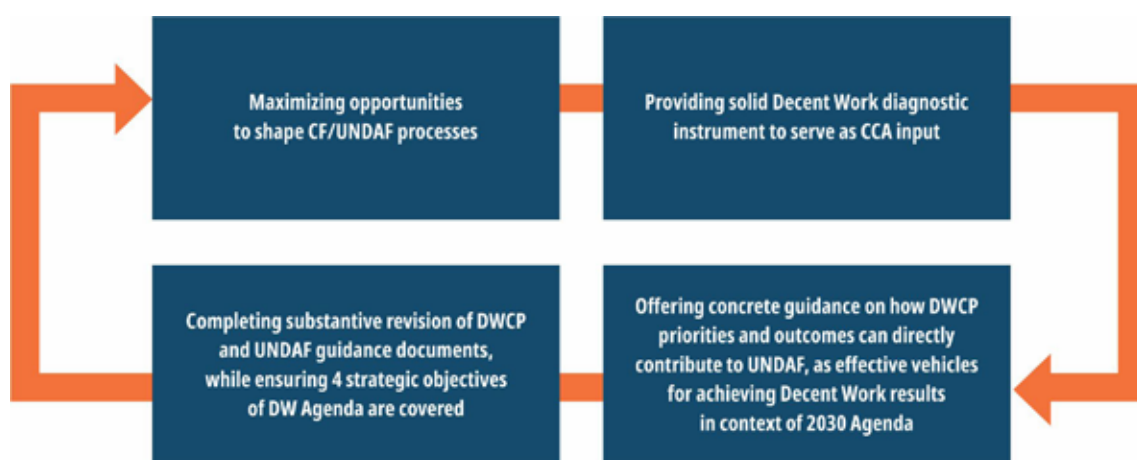 Maximizing opportunities
to shape CF/UNDAF processes
Providing solid Decent Work diagnostic
instrument to serve as CCA input
Offering concrete guidance on how DWCP
priorities and outcomes can directly
contribute to UNDAF, as effective vehicles
for achieving Decent Work results
in context of 2030 Agenda
Completing substantive revision of DWCP
and UNDAF guidance documents,
while ensuring 4 strategic objectives
of DW Agenda are covered